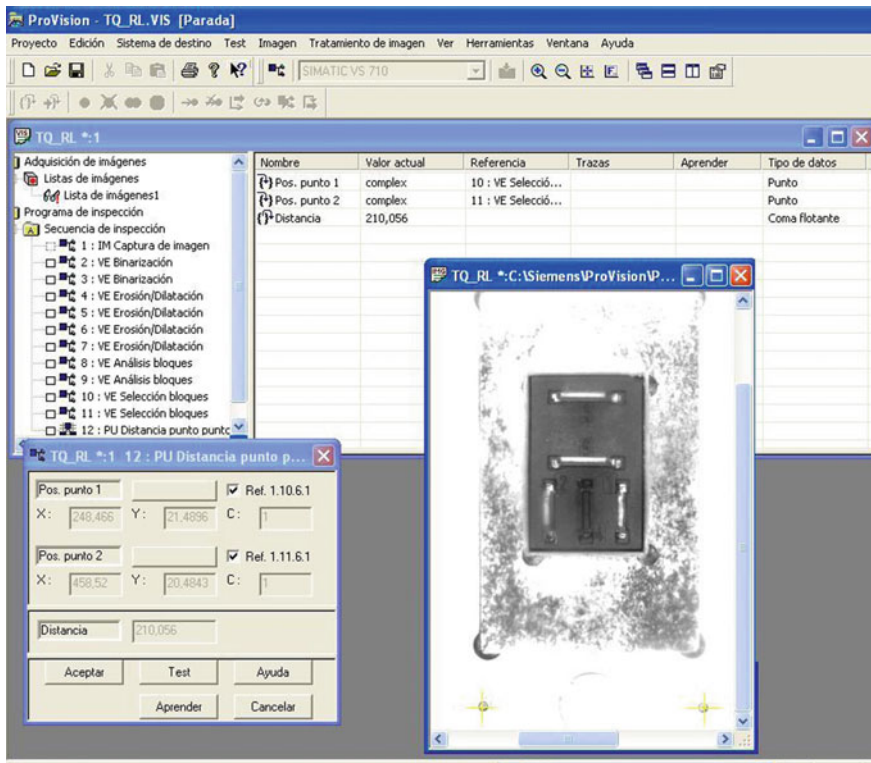 ProVision - TQ_RL.VIS [Parada]
Proyecto Edición Sistema de destino Test Imagen Tratamiento de imagen Ver Herramientas Ventana Ayuda
SIMATIC VS 710
TQ_RL *:1
Adquisición de imágenes
Listas de imágenes
Lista de imágenes1
Programa de inspección
Secuencia de inspección
1 : IM Captura de imagen
2 : VE Binarización
3 : VE Binarización
4 : VE Erosión/Dilatación
5 : VE Erosión/Dilatación
6 : VE Erosión/Dilatación
7 : VE Erosión/Dilatación
8 : VE Análisis bloques
9 : VE Análisis bloques
10 : VE Selección bloques
11 : VE Selección bloques
12 : PU Distancia punto punto
Nombre Valor actual Referencia Trazas Aprender Tipo de datos
Pos. punto 1 complex 10 : VE Selecció... Punto
Pos. punto 2 complex 11 : VE Selecció... Punto
Distancia 210,056 Coma flotante
TQ_RL *:C:\Siemens\ProVision\P...
TQ_RL *:1 12 : PU Distancia punto p...
Pos. punto 1 Ref. 1.10.6.1
X: 248,466 Y: 21,4896 C: 1
Pos. punto 2 Ref. 1.11.6.1
X: 458,52 Y: 20,4843 C: 1
Distancia 210,056
Aceptar Test Ayuda
Aprender Cancelar